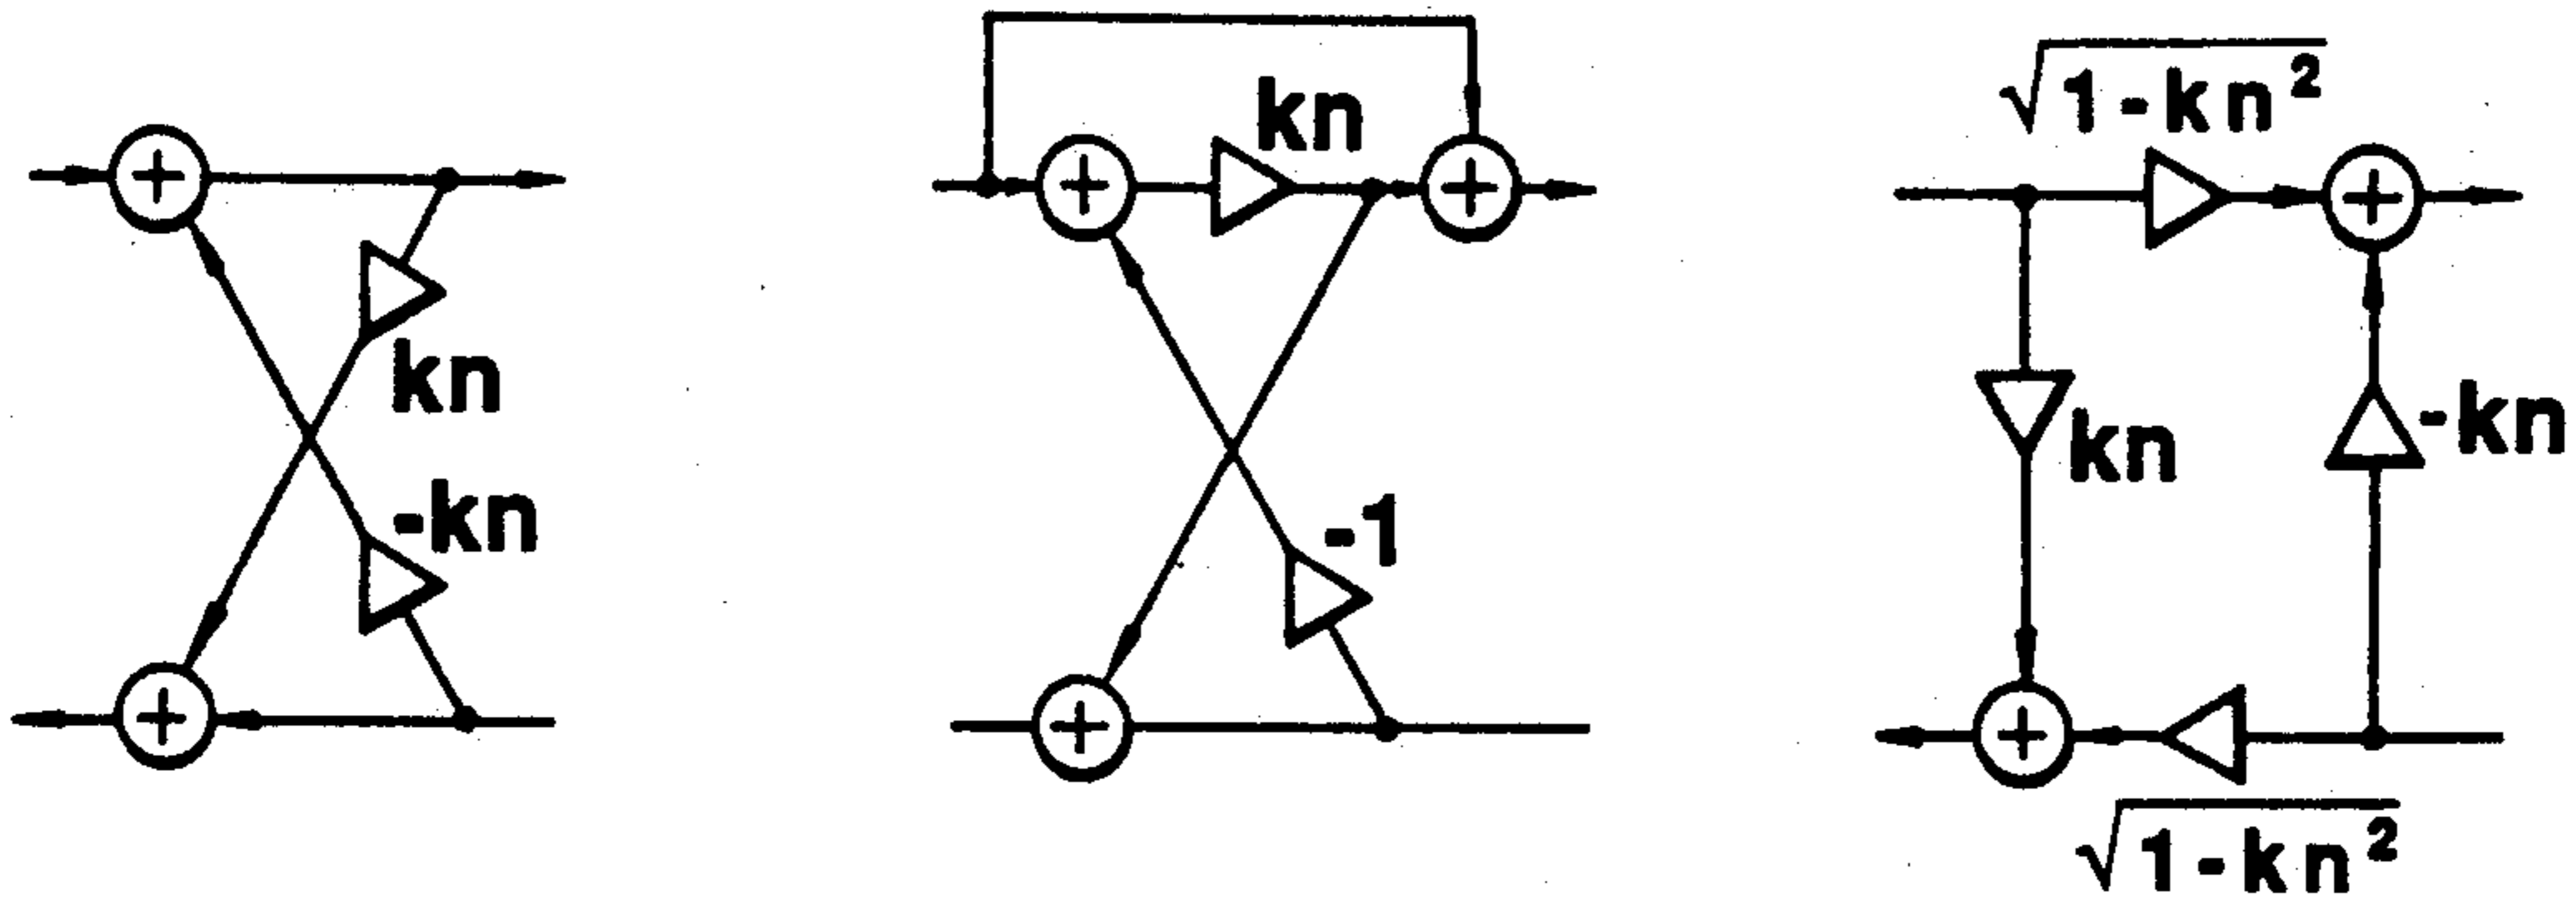 +
kn
-kn
+
+
kn
+
-1
+
√1-kn²
+
kn
-kn
+
√1-kn²